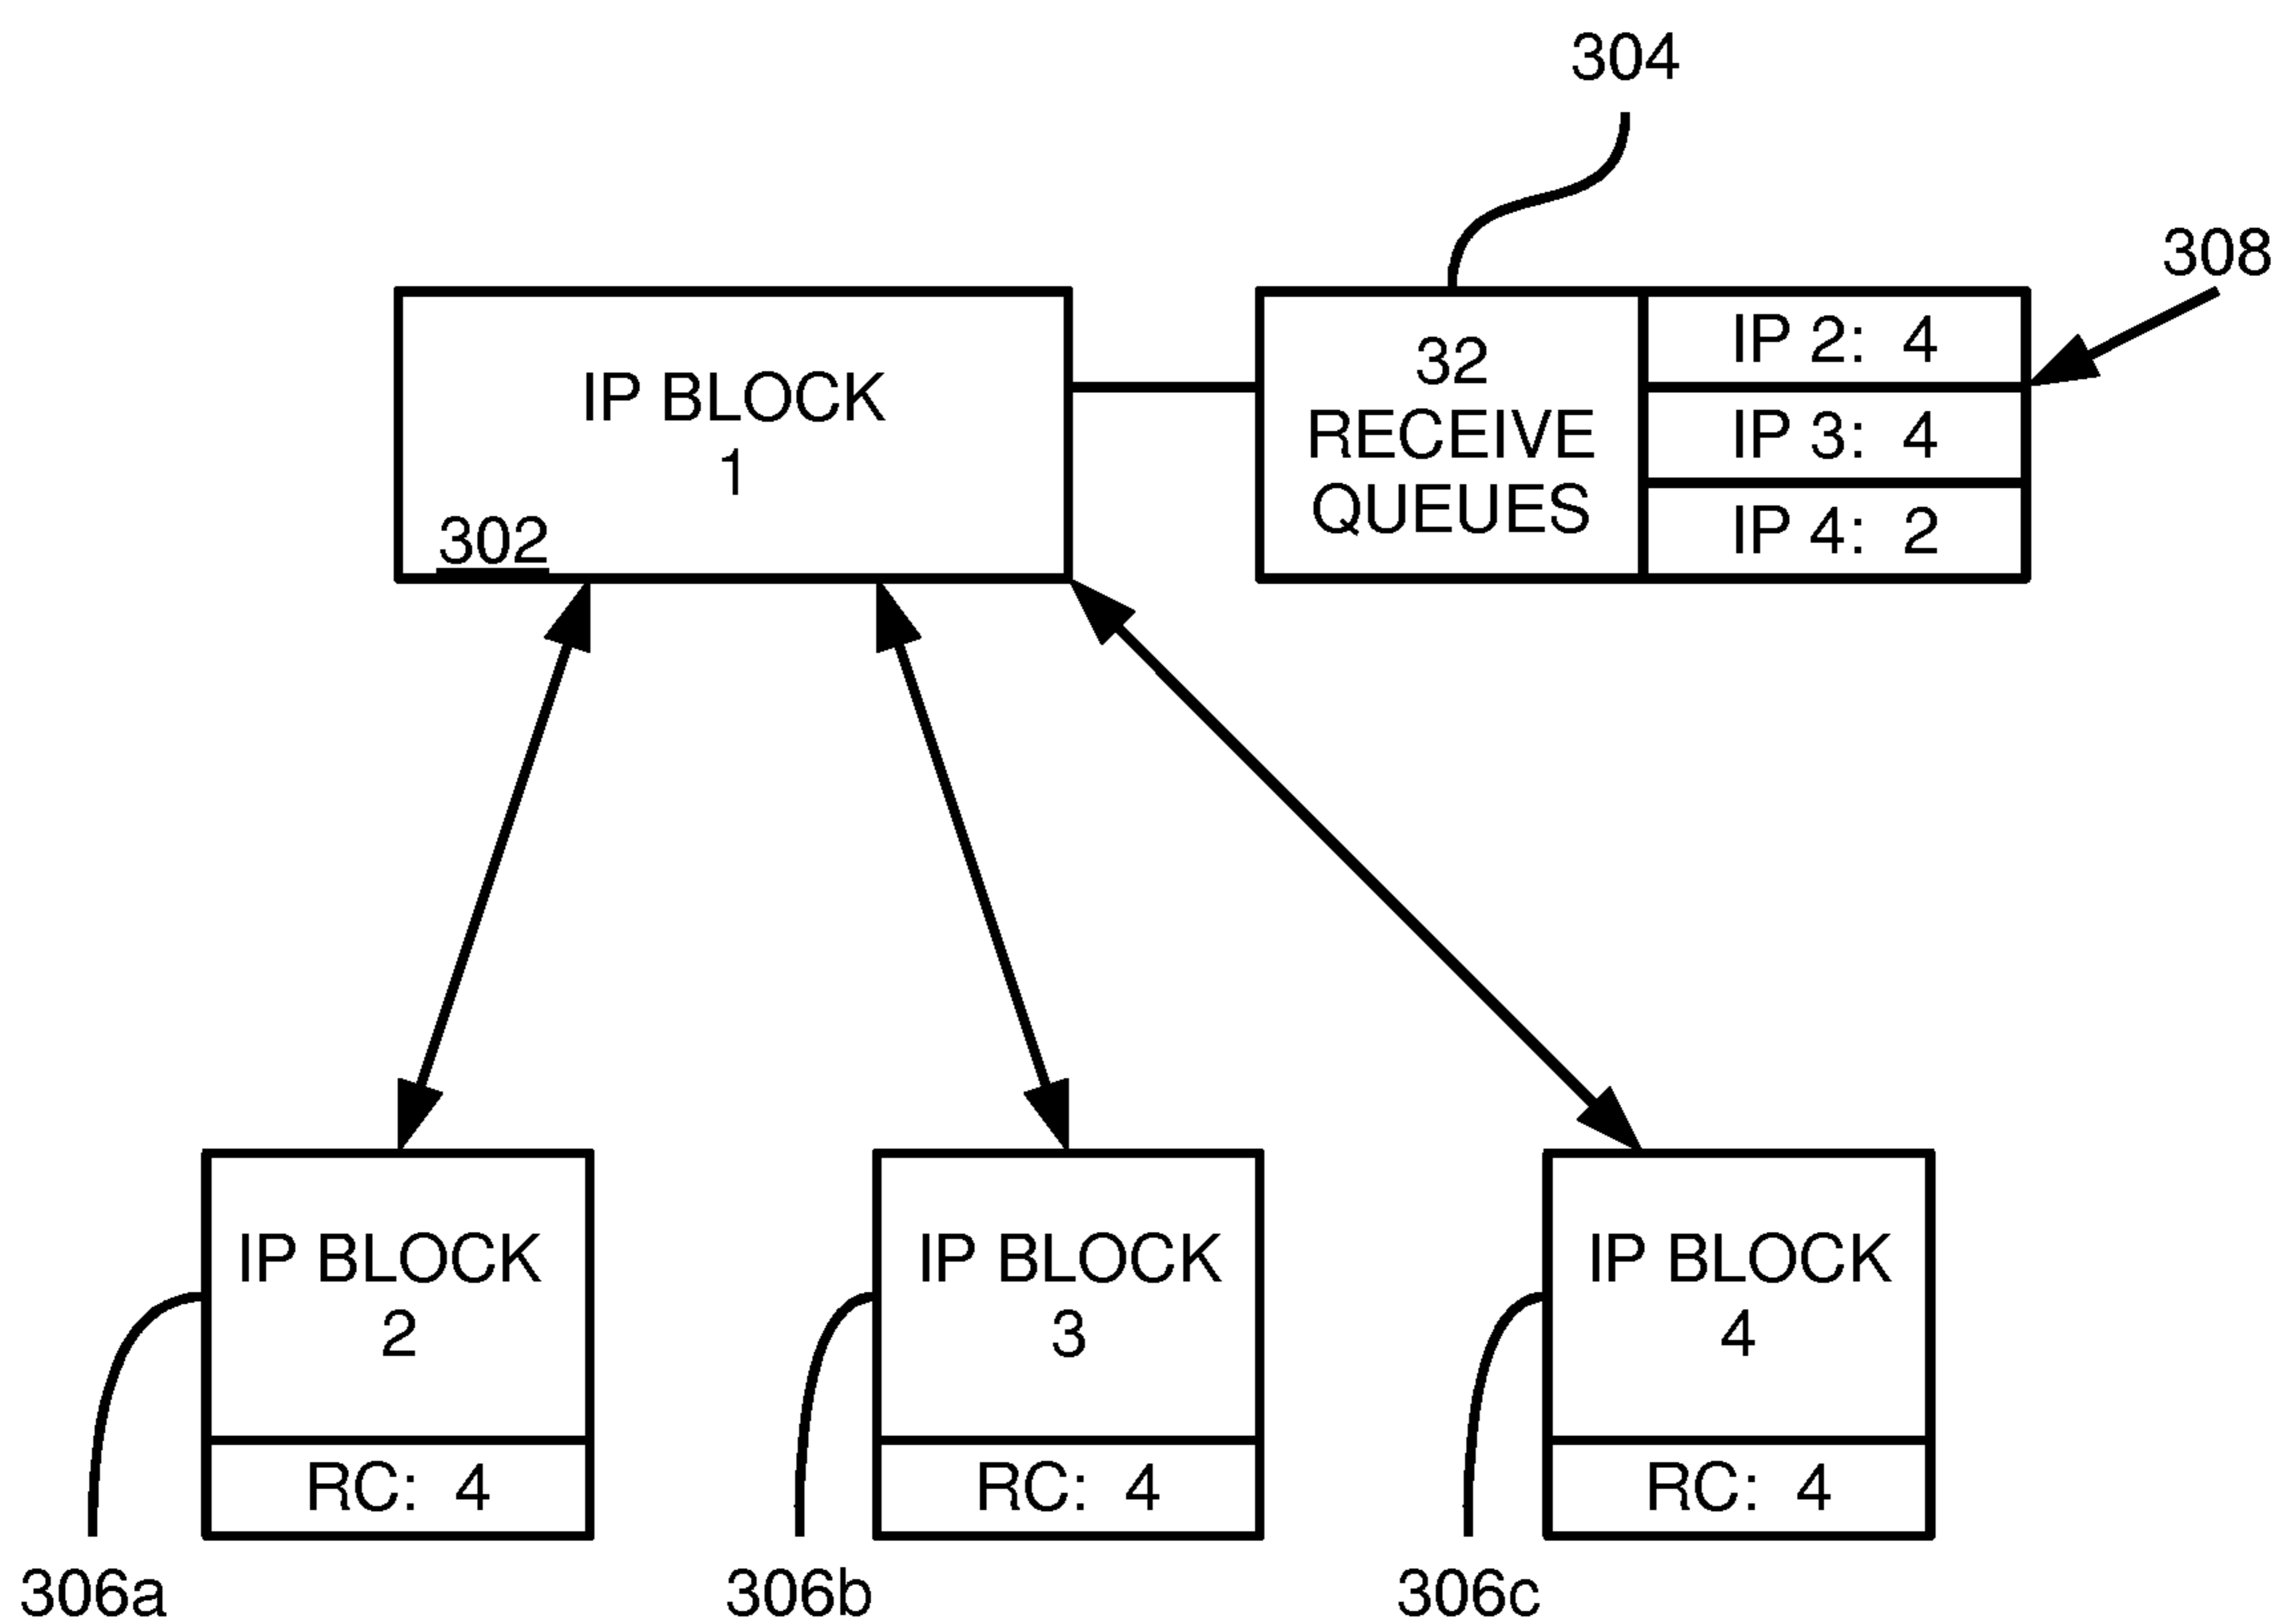 304
308
IP BLOCK
1
302
32
RECEIVE
QUEUES
IP 2: 4
IP 3: 4
IP 4: 2
IP BLOCK
2
RC: 4
IP BLOCK
3
RC: 4
IP BLOCK
4
RC: 4
306a
306b
306c